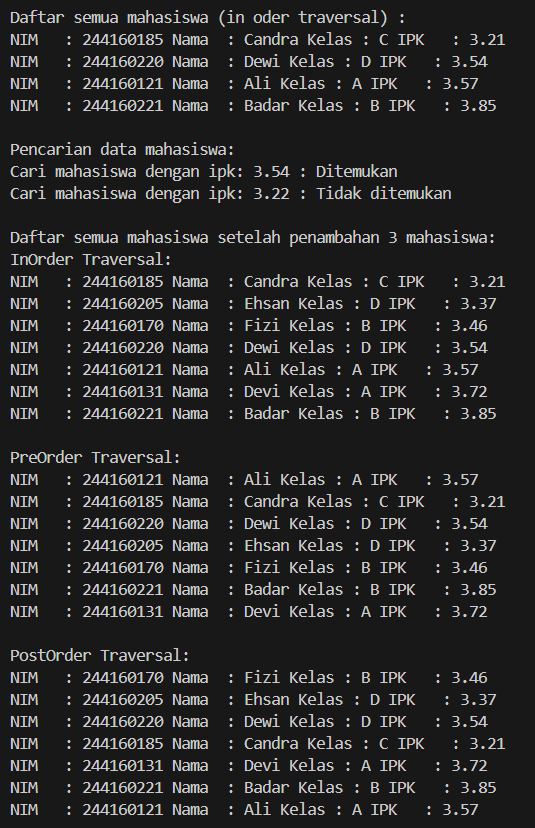 Daftar semua mahasiswa (in oder traversal) :
NIM   : 244160185 Nama  : Candra Kelas : C IPK   : 3.21
NIM   : 244160220 Nama  : Dewi Kelas : D IPK   : 3.54
NIM   : 244160121 Nama  : Ali Kelas : A IPK   : 3.57
NIM   : 244160221 Nama  : Badar Kelas : B IPK   : 3.85

Pencarian data mahasiswa:
Cari mahasiswa dengan ipk: 3.54 : Ditemukan
Cari mahasiswa dengan ipk: 3.22 : Tidak ditemukan

Daftar semua mahasiswa setelah penambahan 3 mahasiswa:
InOrder Traversal:
NIM   : 244160185 Nama  : Candra Kelas : C IPK   : 3.21
NIM   : 244160205 Nama  : Ehsan Kelas : D IPK   : 3.37
NIM   : 244160170 Nama  : Fizi Kelas : B IPK   : 3.46
NIM   : 244160220 Nama  : Dewi Kelas : D IPK   : 3.54
NIM   : 244160121 Nama  : Ali Kelas : A IPK   : 3.57
NIM   : 244160131 Nama  : Devi Kelas : A IPK   : 3.72
NIM   : 244160221 Nama  : Badar Kelas : B IPK   : 3.85

PreOrder Traversal:
NIM   : 244160121 Nama  : Ali Kelas : A IPK   : 3.57
NIM   : 244160185 Nama  : Candra Kelas : C IPK   : 3.21
NIM   : 244160220 Nama  : Dewi Kelas : D IPK   : 3.54
NIM   : 244160205 Nama  : Ehsan Kelas : D IPK   : 3.37
NIM   : 244160170 Nama  : Fizi Kelas : B IPK   : 3.46
NIM   : 244160221 Nama  : Badar Kelas : B IPK   : 3.85
NIM   : 244160131 Nama  : Devi Kelas : A IPK   : 3.72

PostOrder Traversal:
NIM   : 244160170 Nama  : Fizi Kelas : B IPK   : 3.46
NIM   : 244160205 Nama  : Ehsan Kelas : D IPK   : 3.37
NIM   : 244160220 Nama  : Dewi Kelas : D IPK   : 3.54
NIM   : 244160185 Nama  : Candra Kelas : C IPK   : 3.21
NIM   : 244160131 Nama  : Devi Kelas : A IPK   : 3.72
NIM   : 244160221 Nama  : Badar Kelas : B IPK   : 3.85
NIM   : 244160121 Nama  : Ali Kelas : A IPK   : 3.57